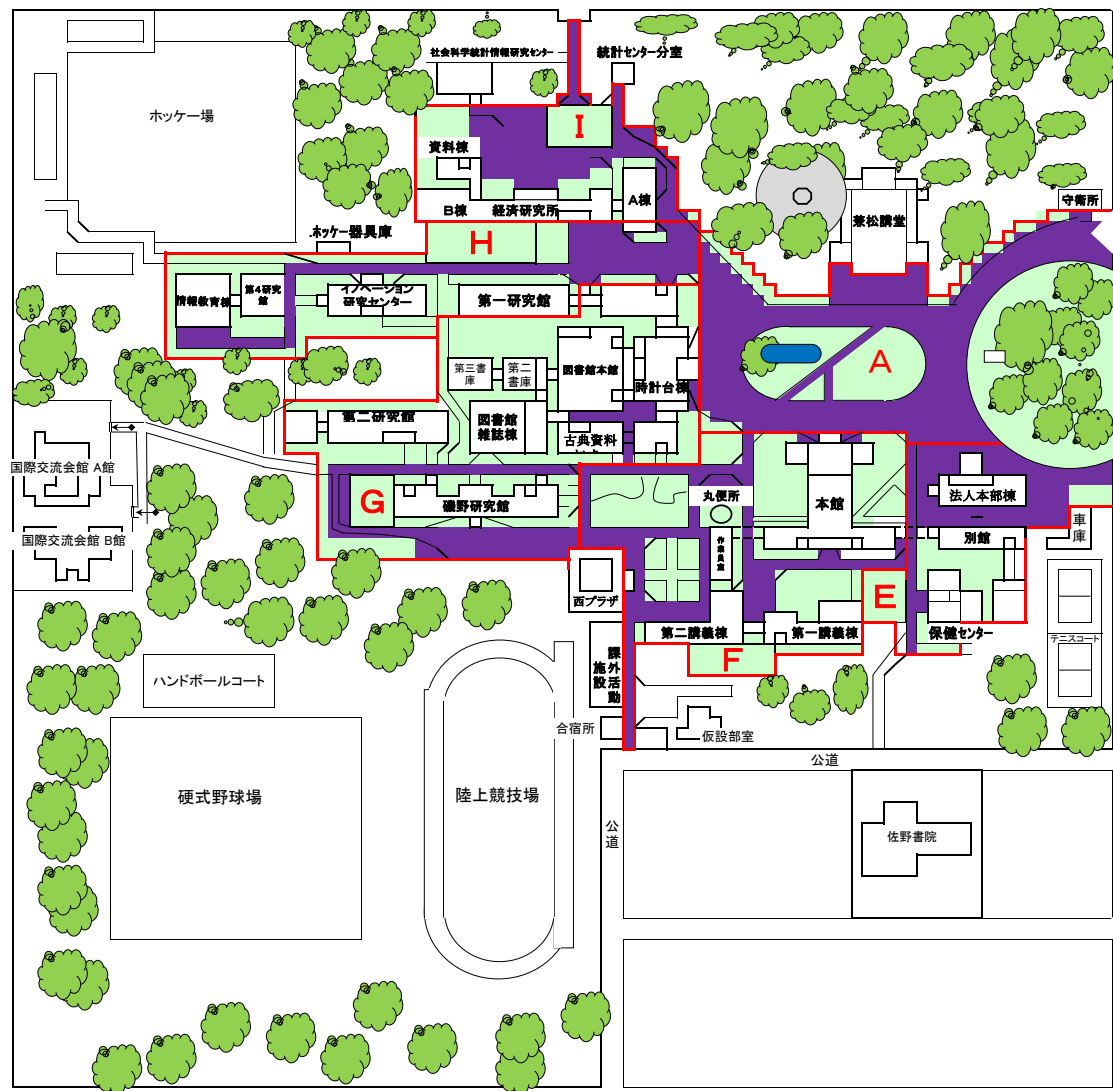 社会科学統計情報研究センター
統計センター分室
ホッケー場
I
資料棟
A棟
B棟
経済研究所
守衛所
兼松講堂
ホッケー器具庫
H
情報教育棟
第4研究
館
イノベーション
研究センター
第一研究館
第三書
庫
第二
書庫
図書館本館
時計台棟
A
第二研究館
図書館
雑誌棟
古典資料
国際交流会館 A館
国際交流会館 B館
G
磯野研究館
丸便所
本館
法人本部棟
別館
車
庫
作業員室
西プラザ
E
第二講義棟
第一講義棟
保健センター
テニスコート
F
課外活動
施設
ハンドボールコート
合宿所
仮設部室
公道
硬式野球場
陸上競技場
公道
佐野書院